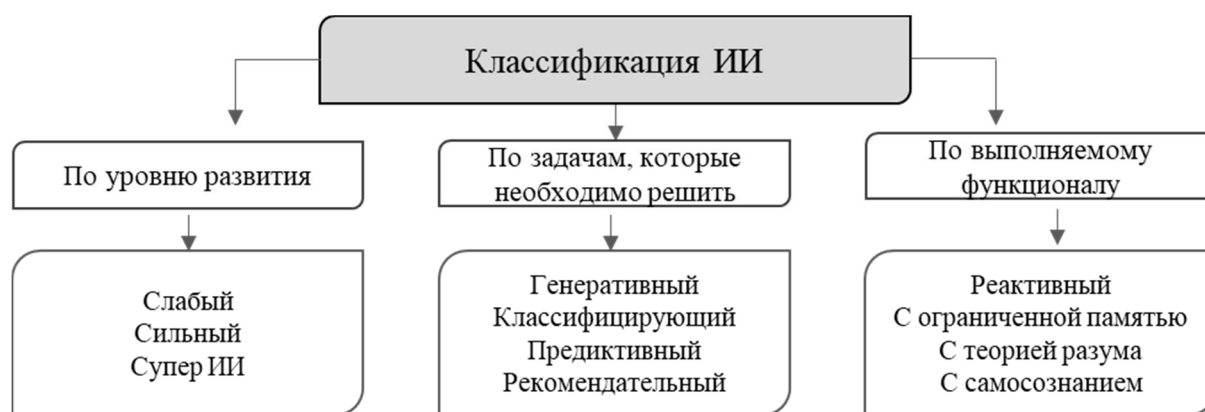 Классификация ИИ
По уровню развития
По задачам, которые
необходимо решить
По выполняемому
функционалу
Слабый
Сильный
Супер ИИ
Генеративный
Классифицирующий
Предиктивный
Рекомендательный
Реактивный
С ограниченной памятью
С теорией разума
С самосознанием